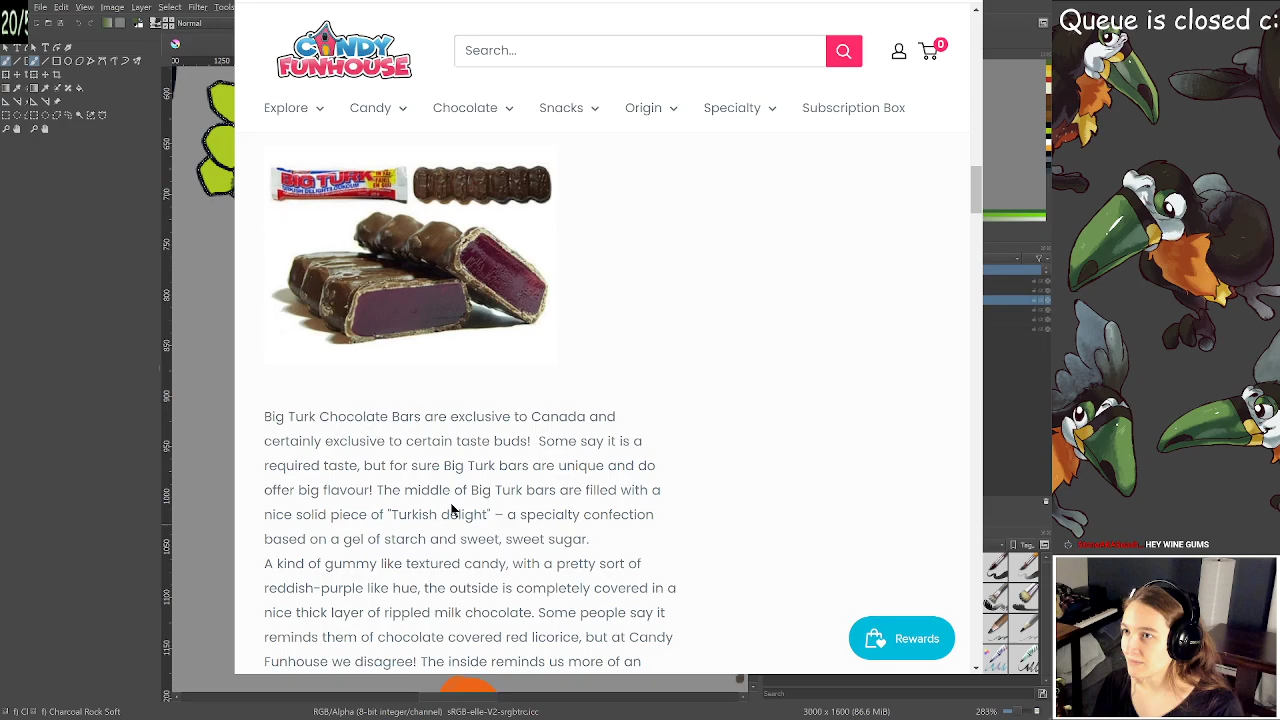 20/5
Edit View Image Layer Select Filter Tools
Normal
Queue is closed :
CANDY
FUNHOUSE
Search...
0
Explore Candy Chocolate Snacks Origin Specialty Subscription Box
BIG TURK
Big Turk Chocolate Bars are exclusive to Canada and
certainly exclusive to certain taste buds!  Some say it is a
required taste, but for sure Big Turk bars are unique and do
offer big flavour! The middle of Big Turk bars are filled with a
nice solid piece of "Turkish delight" – a specialty confection
based on a gel of starch and sweet, sweet sugar.
A kind of gummy like textured candy, with a pretty sort of
reddish-purple like hue, the outside is completely covered in a
nice thick layer of rippled milk chocolate. Some people say it
reminds them of chocolate covered red licorice, but at Candy
Funhouse we disagree! The inside reminds us more of an
Rewards
Tag...
HEY WINE GUMS
Search
Charcoal Rock Soft
RGB/Alpha (8-bit integer/channel) sRGB-elle-V2-srgbtrc.icc
3000 x 1600 (86.6 MiB)
283%